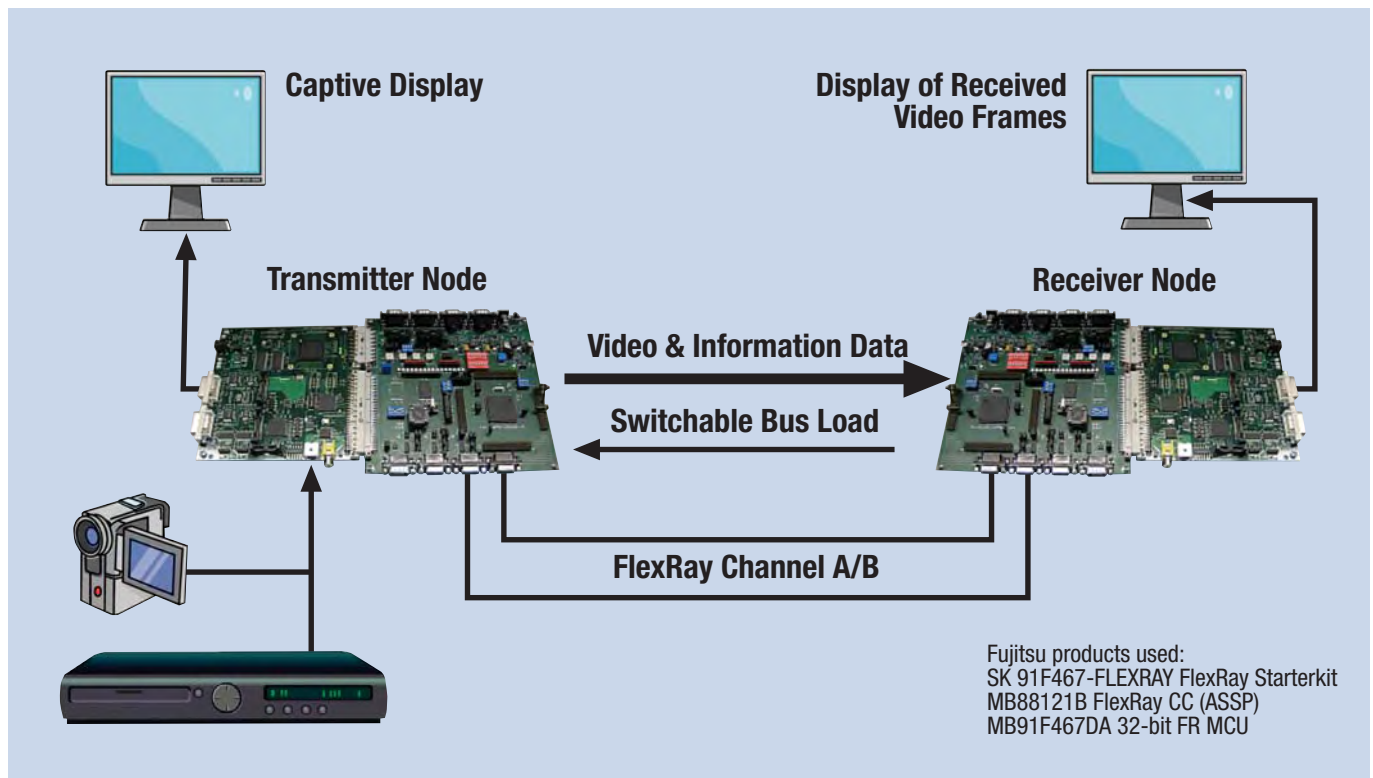 Captive Display
Display of Received
Video Frames
Transmitter Node
Receiver Node
Video & Information Data
Switchable Bus Load
FlexRay Channel A/B
Fujitsu products used:
SK 91F467-FLEXRAY FlexRay Starterkit
MB88121B FlexRay CC (ASSP)
MB91F467DA 32-bit FR MCU